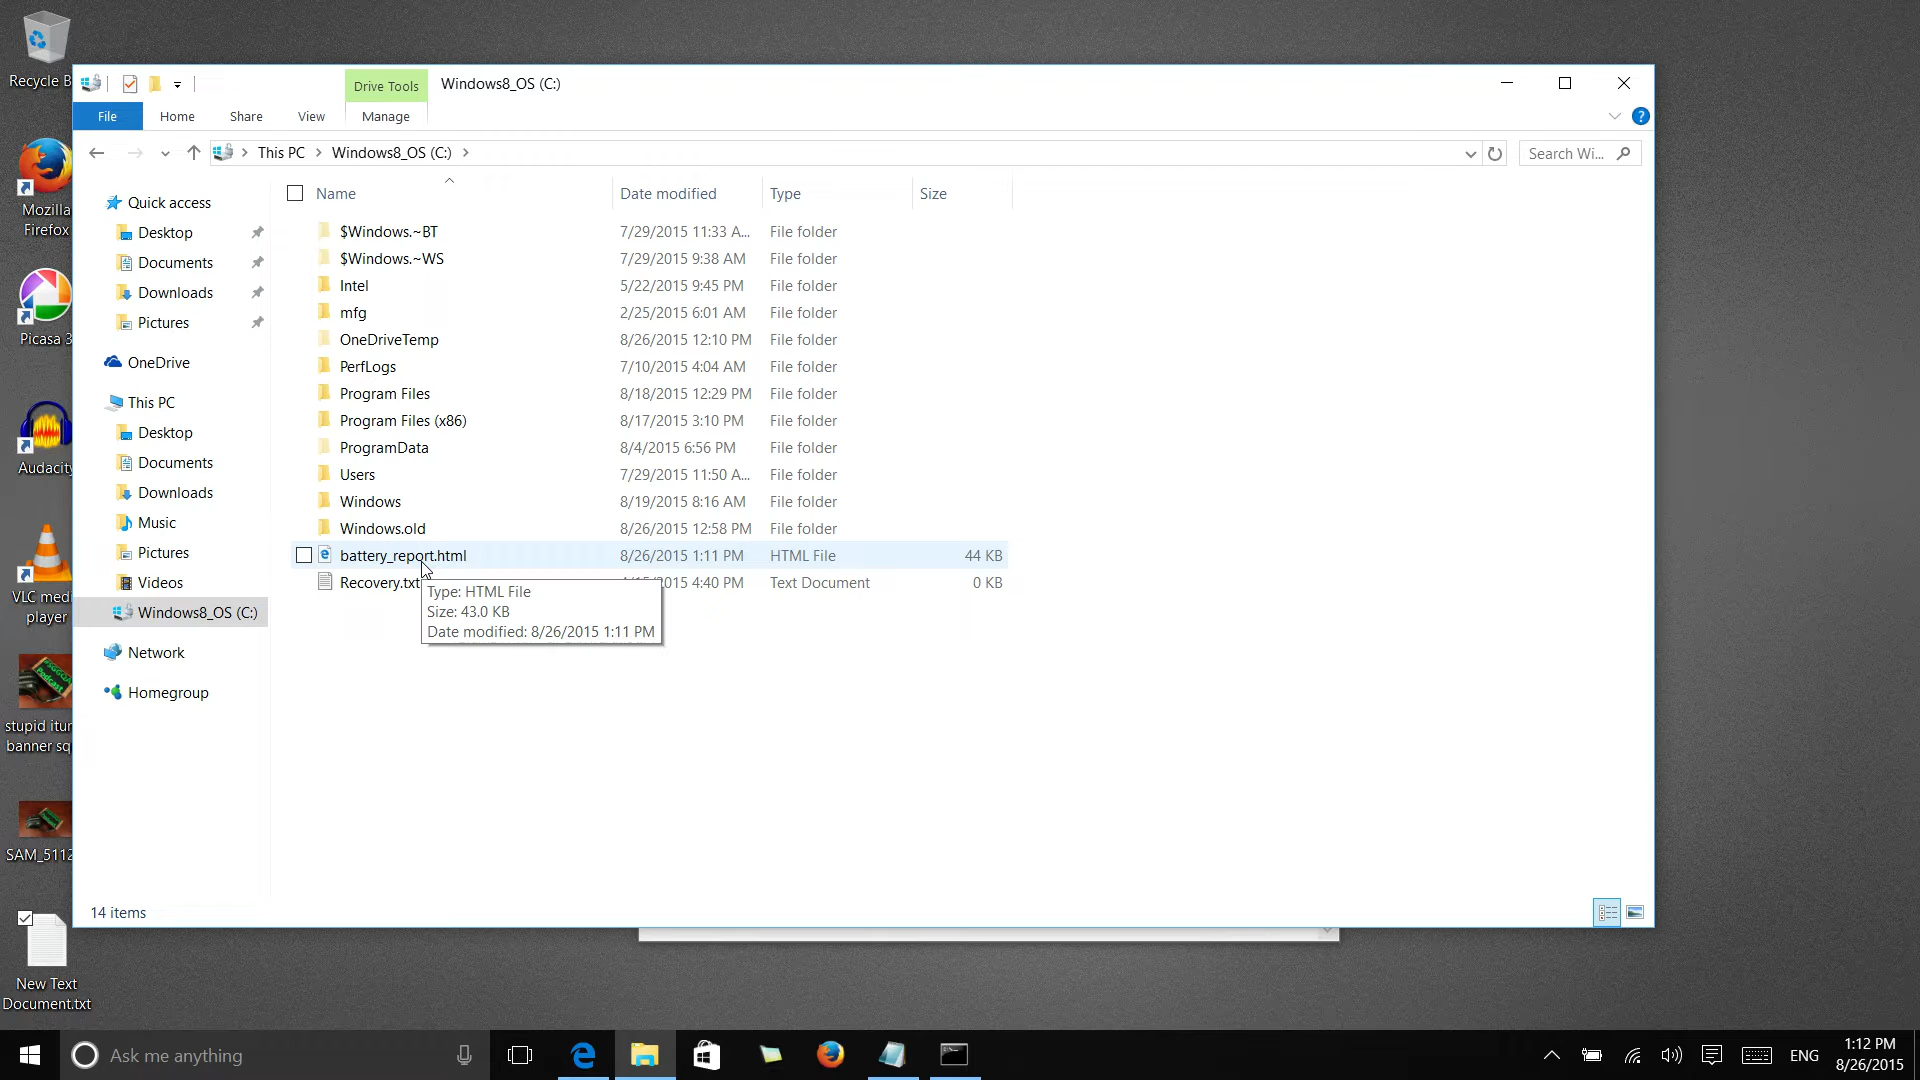 Recycle B
Drive Tools
Windows8_OS (C:)
File
Home
Share
View
Manage
?
This PC
Windows8_OS (C:)
Search Wi...
Name
Date modified
Type
Size
Quick access
Desktop
Documents
Downloads
Pictures
OneDrive
This PC
Desktop
Documents
Downloads
Music
Pictures
Videos
Windows8_OS (C:)
Network
Homegroup
$Windows.~BT 7/29/2015 11:33 A... File folder
$Windows.~WS 7/29/2015 9:38 AM File folder
Intel 5/22/2015 9:45 PM File folder
mfg 2/25/2015 6:01 AM File folder
OneDriveTemp 8/26/2015 12:10 PM File folder
PerfLogs 7/10/2015 4:04 AM File folder
Program Files 8/18/2015 12:29 PM File folder
Program Files (x86) 8/17/2015 3:10 PM File folder
ProgramData 8/4/2015 6:56 PM File folder
Users 7/29/2015 11:50 A... File folder
Windows 8/19/2015 8:16 AM File folder
Windows.old 8/26/2015 12:58 PM File folder
battery_report.html 8/26/2015 1:11 PM HTML File 44 KB
Recovery.txt 2015 4:40 PM Text Document 0 KB
Type: HTML File
Size: 43.0 KB
Date modified: 8/26/2015 1:11 PM
14 items
Mozilla
Firefox
Picasa 3
Audacity
VLC medi
player
stupid itun
banner sq
SAM_5112
New Text
Document.txt
Ask me anything
ENG
1:12 PM
8/26/2015